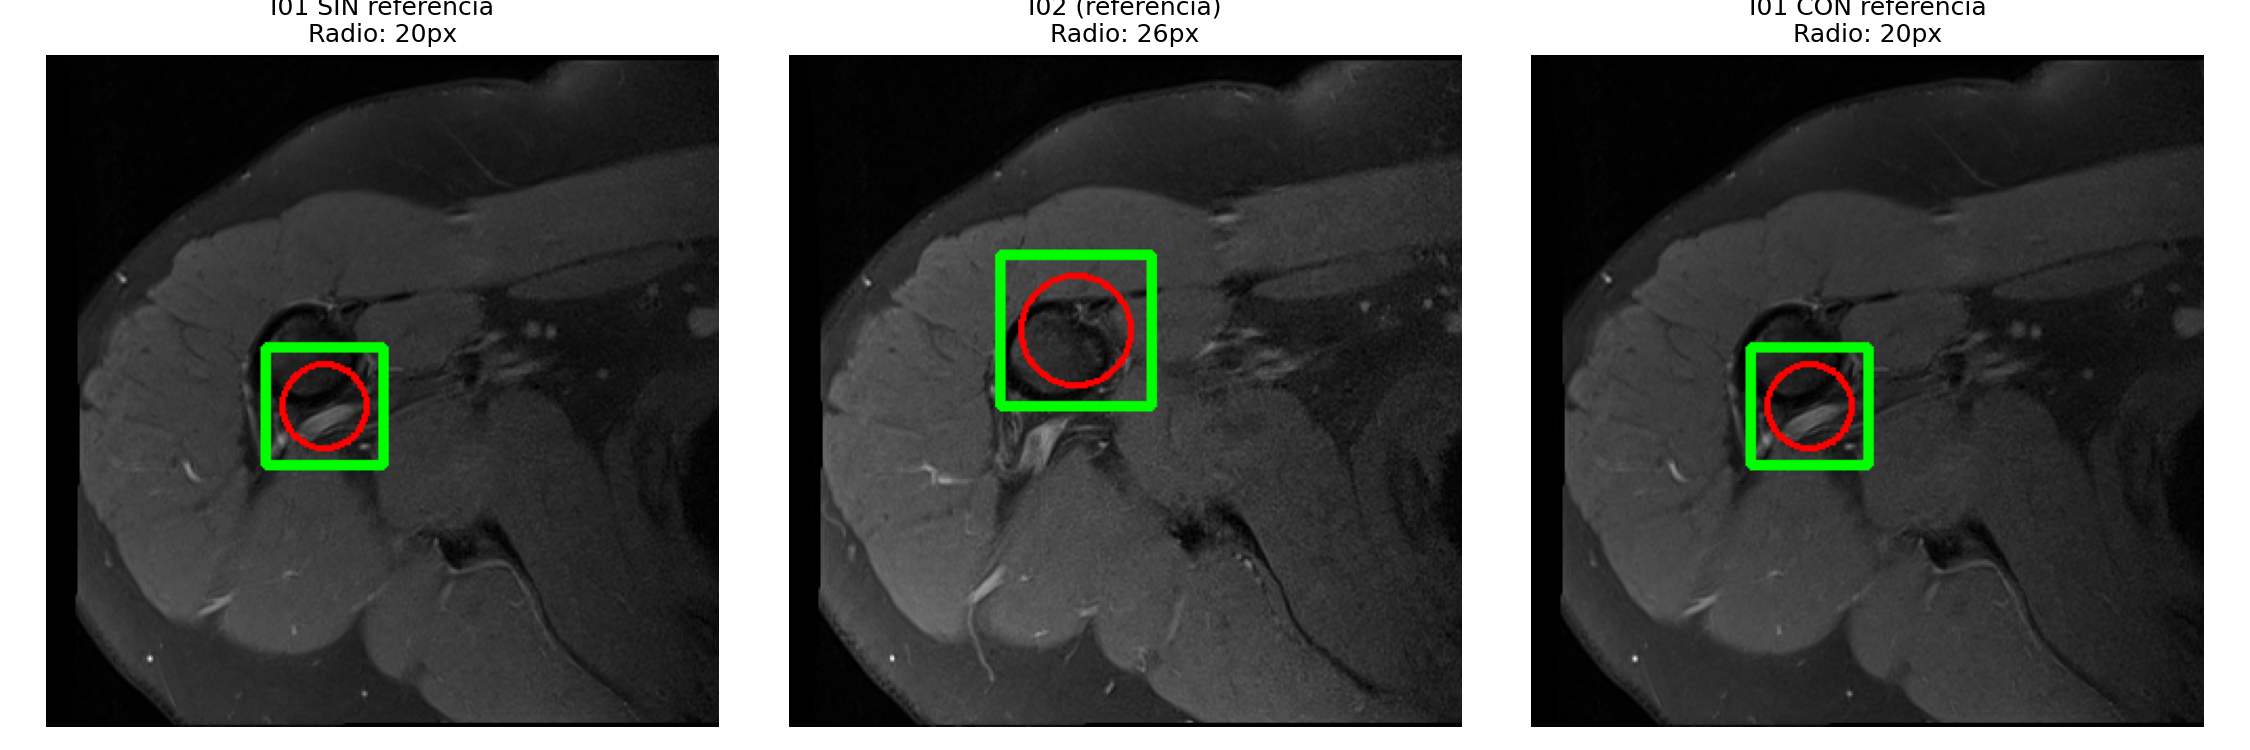 I01 SIN referencia
Radio: 20px
I02 (referencia)
Radio: 26px
I01 CON referencia
Radio: 20px